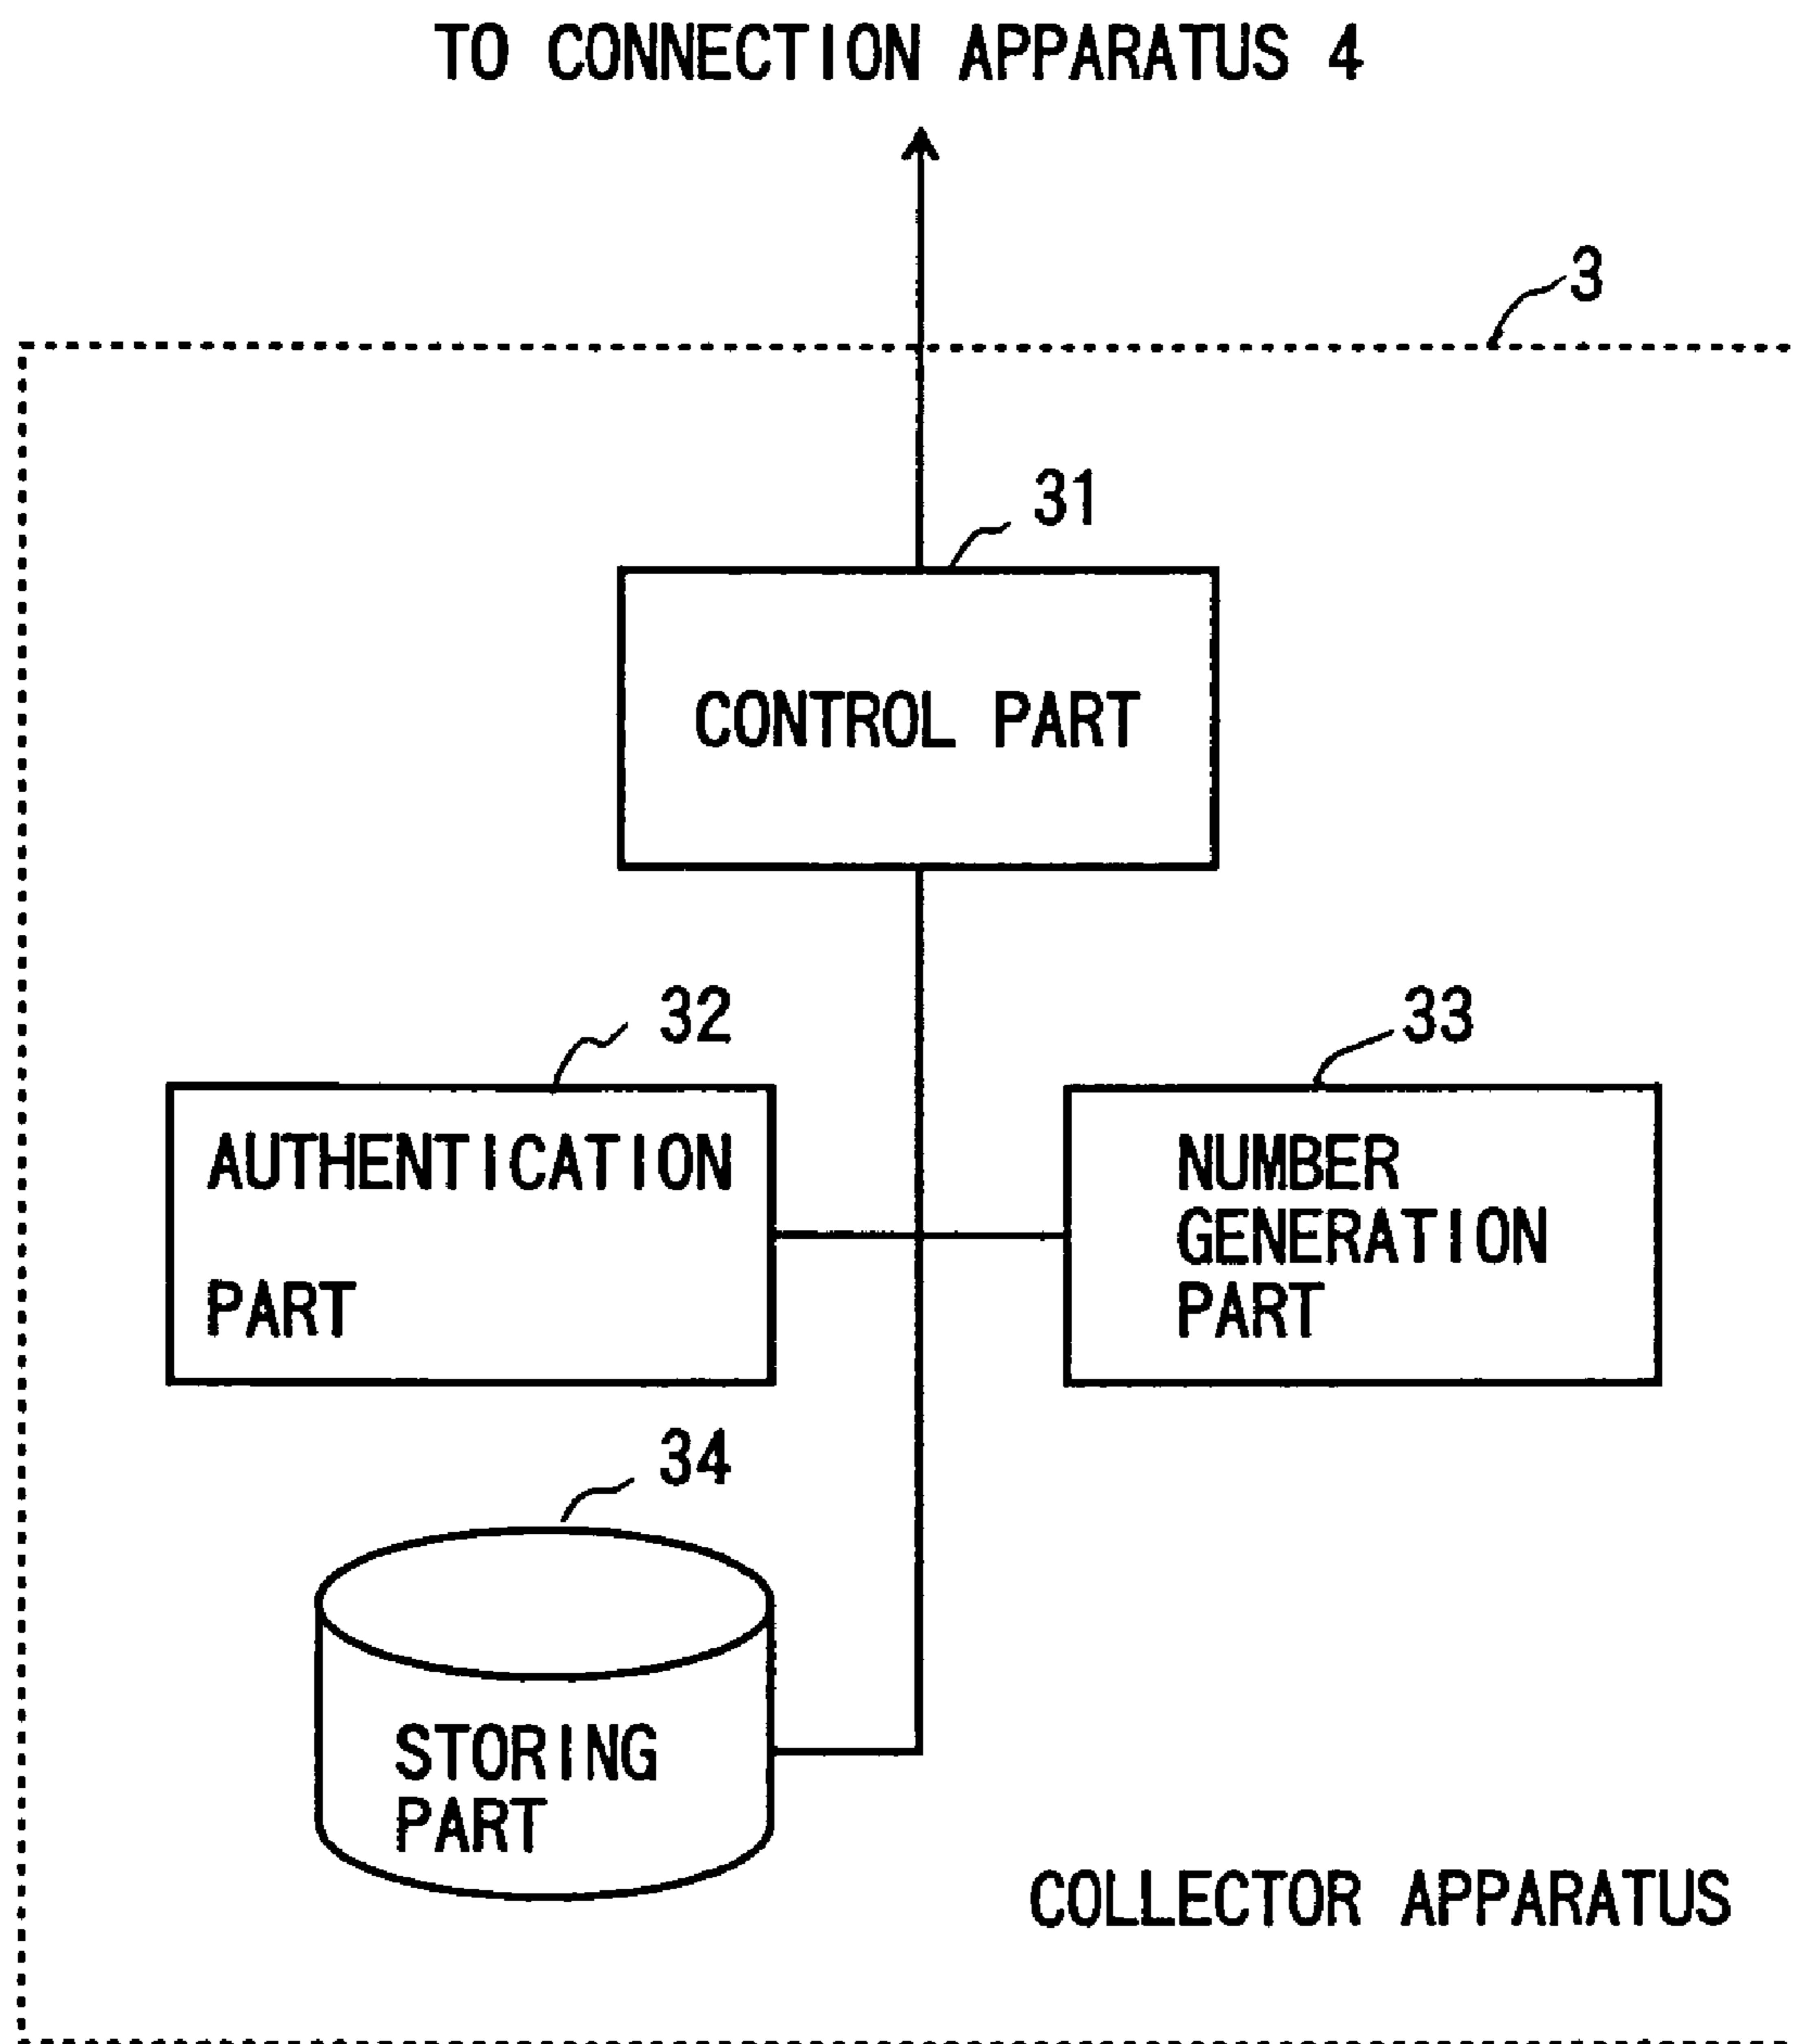 TO CONNECTION APPARATUS 4
3
31
CONTROL PART
32
33
AUTHENTICATION
PART
NUMBER
GENERATION
PART
34
STORING
PART
COLLECTOR APPARATUS